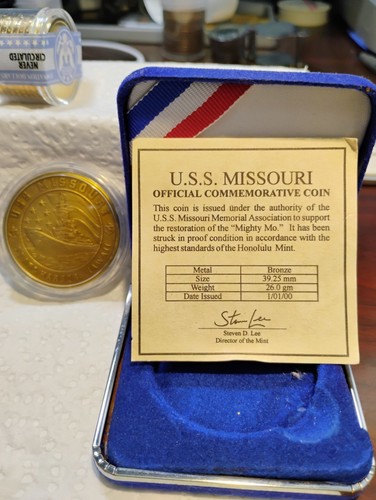 NEVER
CIRCULATED
USS MISSOURI
U.S.S. MISSOURI
OFFICIAL COMMEMORATIVE COIN
This coin is issued under the authority of the
U.S.S. Missouri Memorial Association to support
the restoration of the "Mighty Mo." It has been
struck in proof condition in accordance with the
highest standards of the Honolulu Mint.
Metal Bronze
Size 39.25 mm
Weight 26.0 gm
Date Issued 1/01/00
Steven D. Lee
Director of the Mint